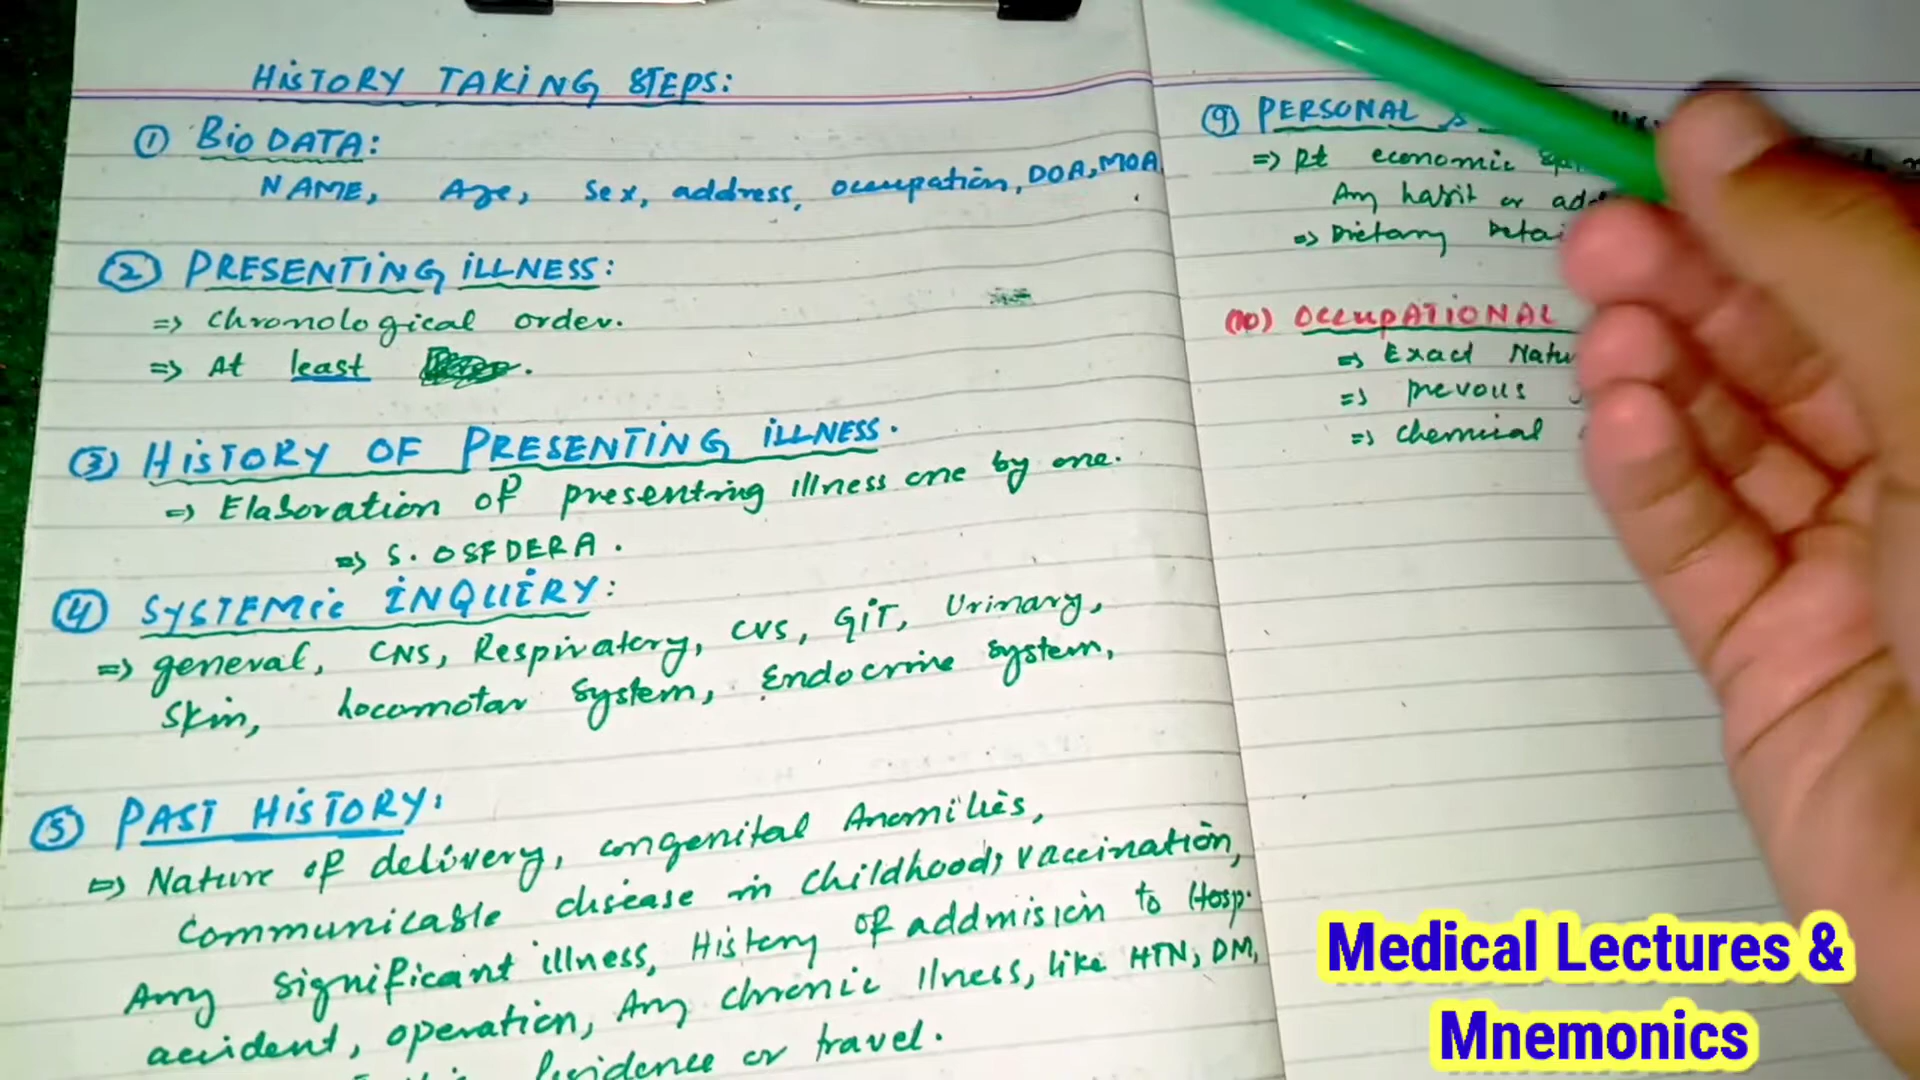 HISTORY TAKING STEPS:
① BIO DATA:
NAME, Age, Sex, address, occupation, DOA, MOA,
② PRESENTING ILLNESS:
=> Chronological order.
=> At least
③ HISTORY OF PRESENTING ILLNESS.
=> Elaboration of presenting illness one by one.
=> S. OSFDERA.
④ SYSTEMIC INQUIRY:
=> general, CNS, Respiratory, CVS, GIT, Urinary,
Skin, Locomotar system, Endocrine system,
⑤ PAST HISTORY:
=> Nature of delivery, congenital Anomilies,
Communicable disease in childhood, vaccination,
Any significant illness, History of addmision to Hosp.
accident, operation, Any chronic Ilness, like HTN, DM,
Residence or travel.
⑨ PERSONAL
=> Pt economic
Any habit or
=> Dietary
(10) OCCUPATIONAL
=> Exact
=> prevous
=> chemical
Medical Lectures &
Mnemonics